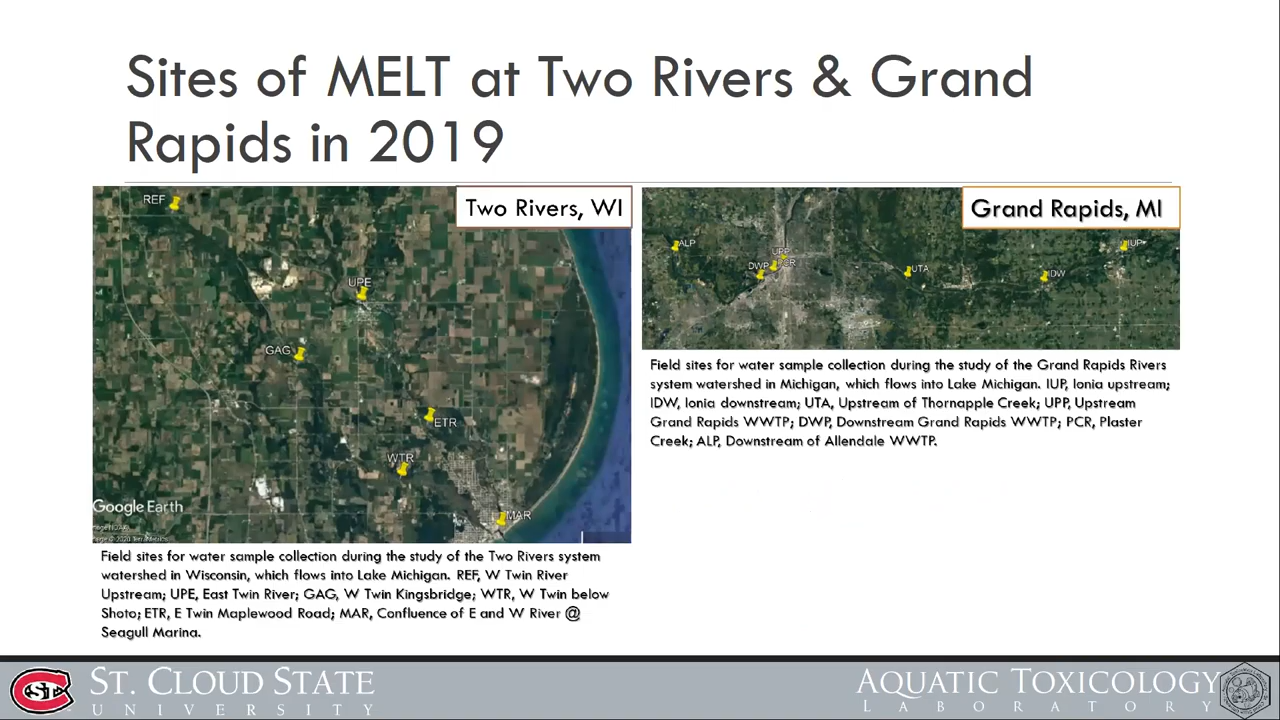 Sites of MELT at Two Rivers & Grand
Rapids in 2019
REF
Two Rivers, WI
UPE
GAG
ETR
WTR
MAR
Google Earth
Field sites for water sample collection during the study of the Two Rivers system
watershed in Wisconsin, which flows into Lake Michigan. REF, W Twin River
Upstream; UPE, East Twin River; GAG, W Twin Kingsbridge; WTR, W Twin below
Shoto; ETR, E Twin Maplewood Road; MAR, Confluence of E and W River @
Seagull Marina.
Grand Rapids, MI
ALP
UPP
DWP
PCR
UTA
IDW
IUP
Field sites for water sample collection during the study of the Grand Rapids Rivers
system watershed in Michigan, which flows into Lake Michigan. IUP, Ionia upstream;
IDW, Ionia downstream; UTA, Upstream of Thornapple Creek; UPP, Upstream
Grand Rapids WWTP; DWP, Downstream Grand Rapids WWTP; PCR, Plaster
Creek; ALP, Downstream of Allendale WWTP.
ST. CLOUD STATE
UNIVERSITY
AQUATIC TOXICOLOGY
LABORATORY